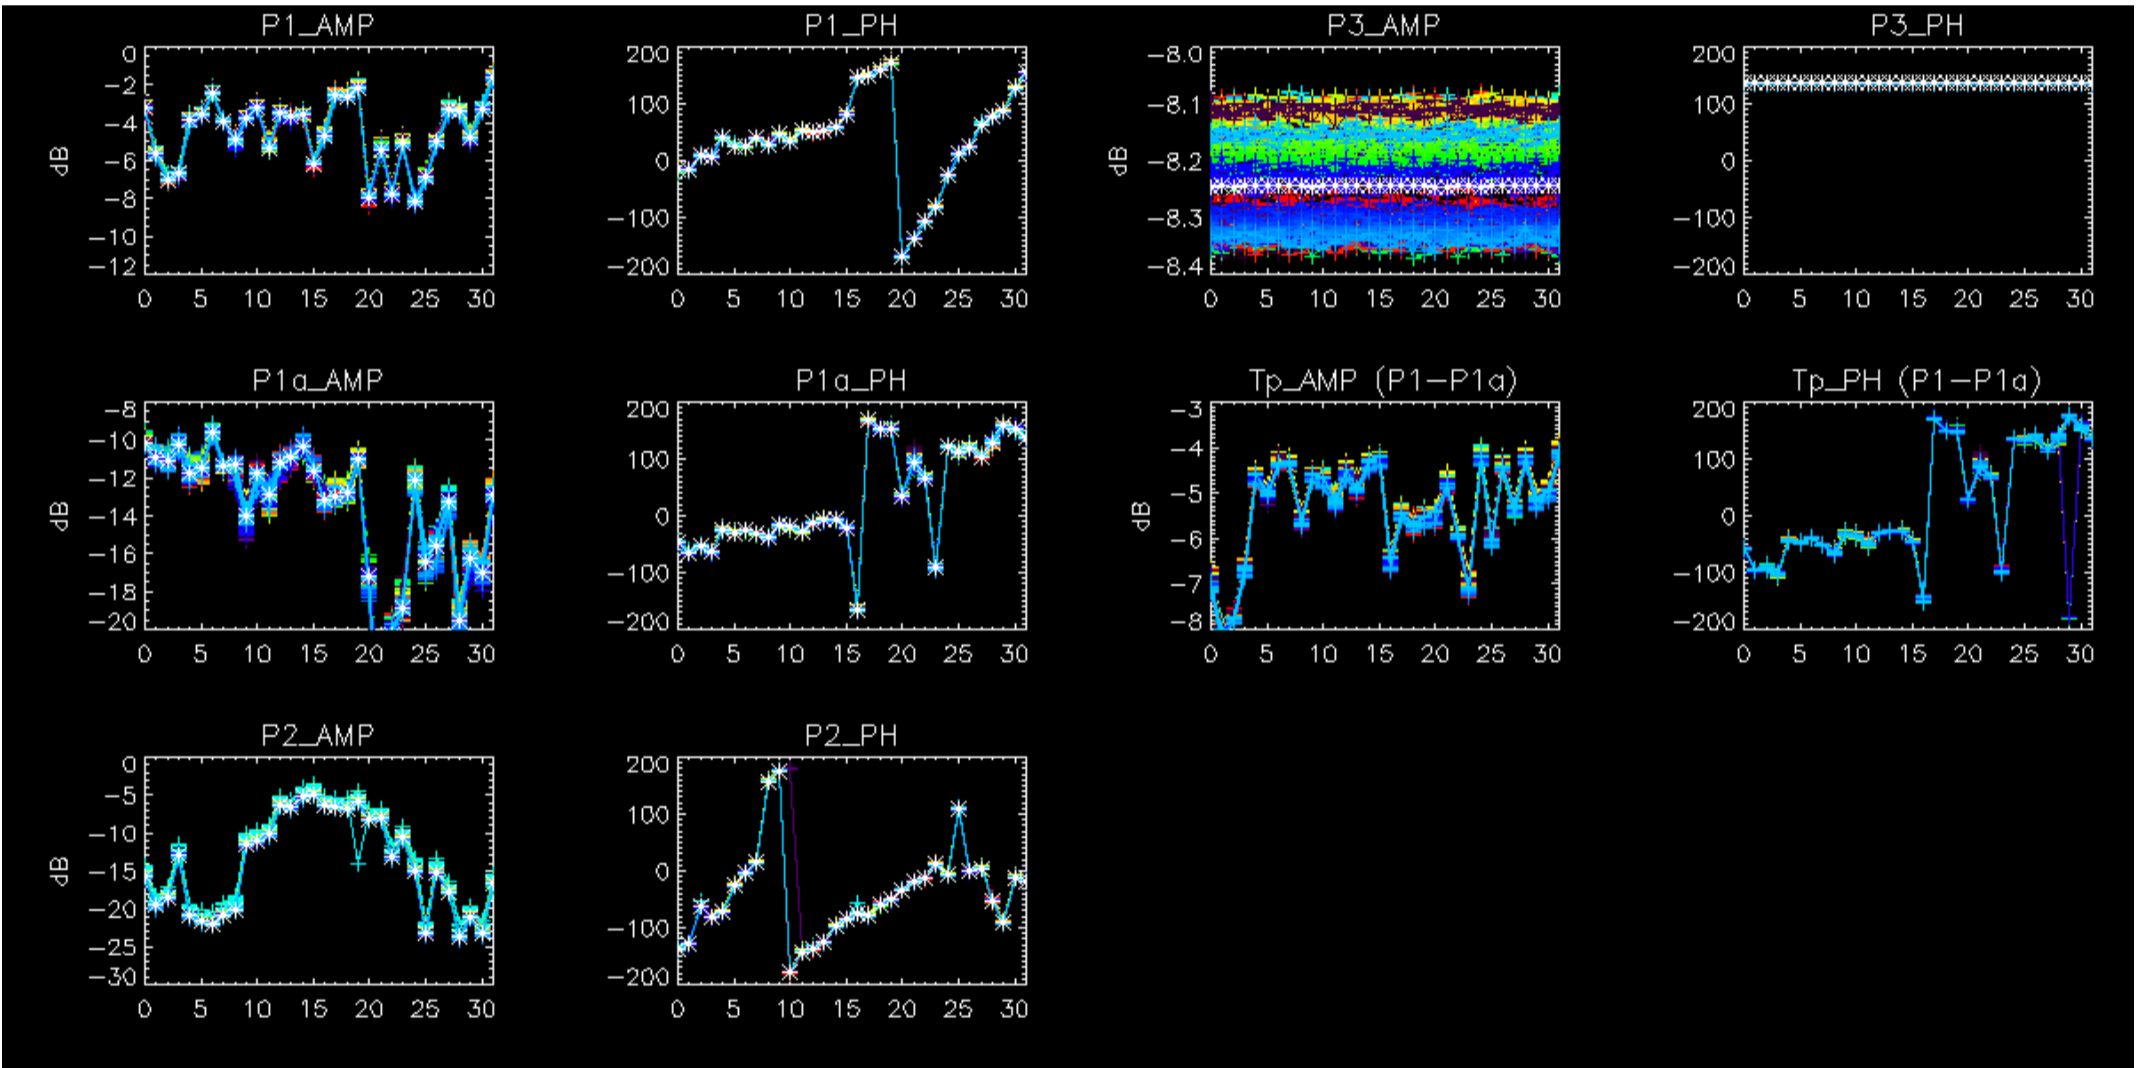 P1_AMP
0
-2
-4
-6
-8
-10
-12
dB
0 5 10 15 20 25 30
P1_PH
200
100
0
-100
-200
0 5 10 15 20 25 30
P3_AMP
-8.0
-8.1
-8.2
-8.3
-8.4
dB
0 5 10 15 20 25 30
P3_PH
200
100
0
-100
-200
0 5 10 15 20 25 30
P1a_AMP
-8
-10
-12
-14
-16
-18
-20
dB
0 5 10 15 20 25 30
P1a_PH
200
100
0
-100
-200
0 5 10 15 20 25 30
Tp_AMP (P1-P1a)
-3
-4
-5
-6
-7
-8
dB
0 5 10 15 20 25 30
Tp_PH (P1-P1a)
200
100
0
-100
-200
0 5 10 15 20 25 30
P2_AMP
0
-5
-10
-15
-20
-25
-30
dB
0 5 10 15 20 25 30
P2_PH
200
100
0
-100
-200
0 5 10 15 20 25 30